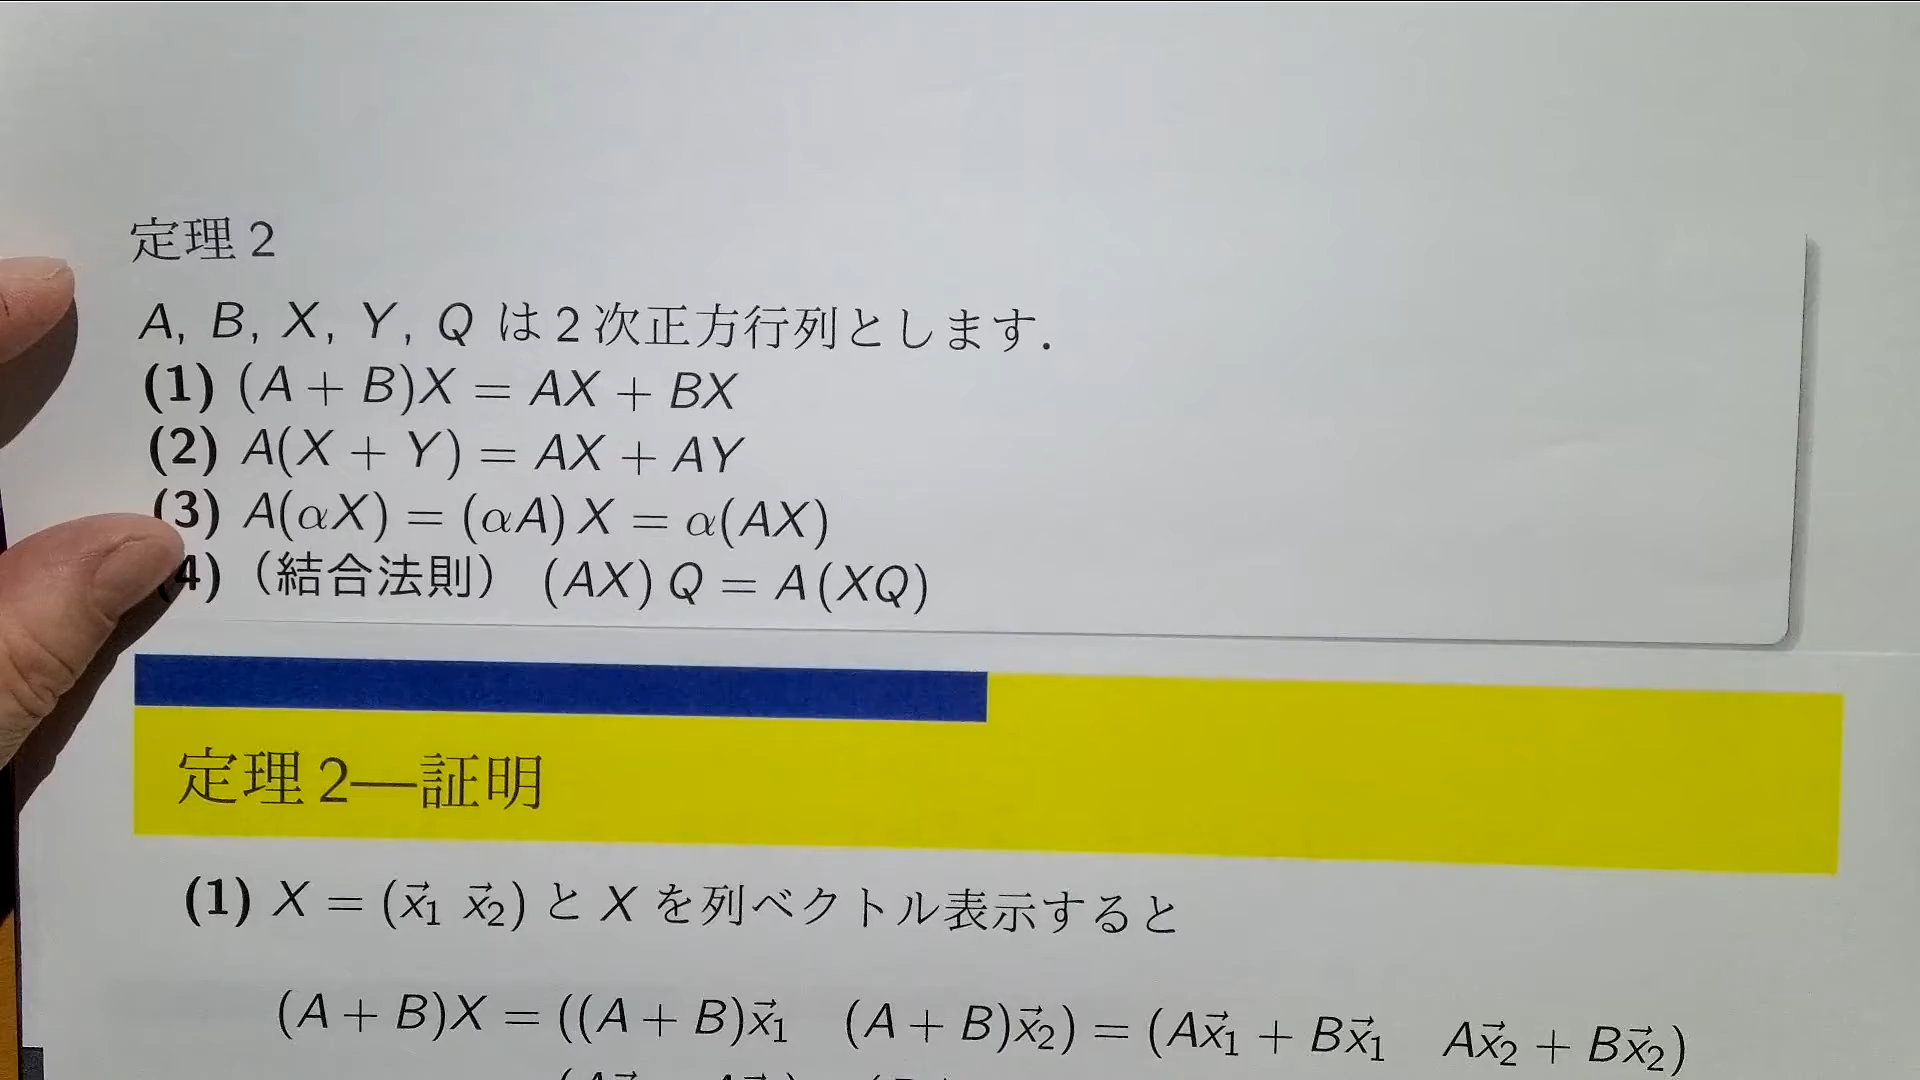 定理 2
A, B, X, Y, Q は 2 次正方行列とします.
(1) (A + B)X = AX + BX
(2) A(X + Y) = AX + AY
(3) A(αX) = (αA) X = α(AX)
4) （結合法則） (AX) Q = A (XQ)
定理 2—証明
(1) X = (x⃗₁ x⃗₂) と X を列ベクトル表示すると
(A + B)X = ((A + B)x⃗₁ (A + B)x⃗₂) = (Ax⃗₁ + Bx⃗₁ Ax⃗₂ + Bx⃗₂)